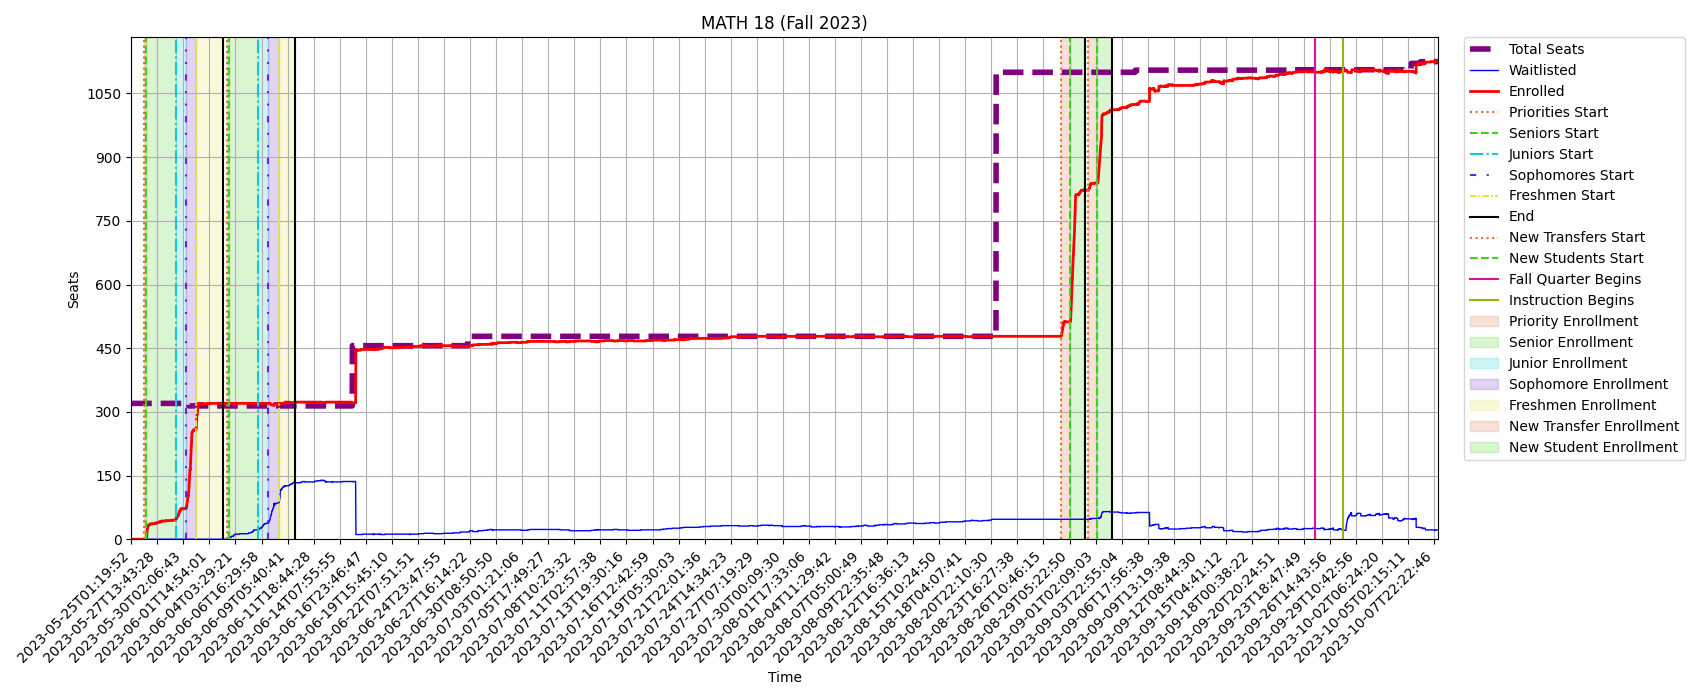 MATH 18 (Fall 2023)
Seats
1050
900
750
600
450
300
150
0
2023-05-25T01:19:52
2023-05-27T13:43:28
2023-05-30T02:06:43
2023-06-01T14:54:01
2023-06-04T03:29:21
2023-06-06T16:29:58
2023-06-09T05:40:41
2023-06-11T18:44:28
2023-06-14T07:55:55
2023-06-16T23:46:47
2023-06-19T15:45:10
2023-06-22T07:51:51
2023-06-24T23:47:55
2023-06-27T16:14:22
2023-06-30T08:50:50
2023-07-03T01:21:06
2023-07-05T17:49:27
2023-07-08T10:23:32
2023-07-11T02:57:38
2023-07-13T19:30:16
2023-07-16T12:42:59
2023-07-19T05:30:03
2023-07-21T22:01:36
2023-07-24T14:34:23
2023-07-27T07:19:29
2023-07-30T00:09:30
2023-08-01T17:33:06
2023-08-04T11:29:42
2023-08-07T05:00:49
2023-08-09T22:35:48
2023-08-12T16:36:13
2023-08-15T10:24:50
2023-08-18T04:07:41
2023-08-20T22:10:30
2023-08-23T16:27:38
2023-08-26T10:46:15
2023-08-29T05:22:50
2023-09-01T02:09:03
2023-09-03T22:55:04
2023-09-06T17:56:38
2023-09-09T13:19:38
2023-09-12T08:44:30
2023-09-15T04:41:12
2023-09-18T00:38:22
2023-09-20T20:24:51
2023-09-23T18:47:49
2023-09-26T14:43:56
2023-09-29T10:42:56
2023-10-02T06:24:20
2023-10-05T02:15:11
2023-10-07T22:22:46
Time
Total Seats
Waitlisted
Enrolled
Priorities Start
Seniors Start
Juniors Start
Sophomores Start
Freshmen Start
End
New Transfers Start
New Students Start
Fall Quarter Begins
Instruction Begins
Priority Enrollment
Senior Enrollment
Junior Enrollment
Sophomore Enrollment
Freshmen Enrollment
New Transfer Enrollment
New Student Enrollment